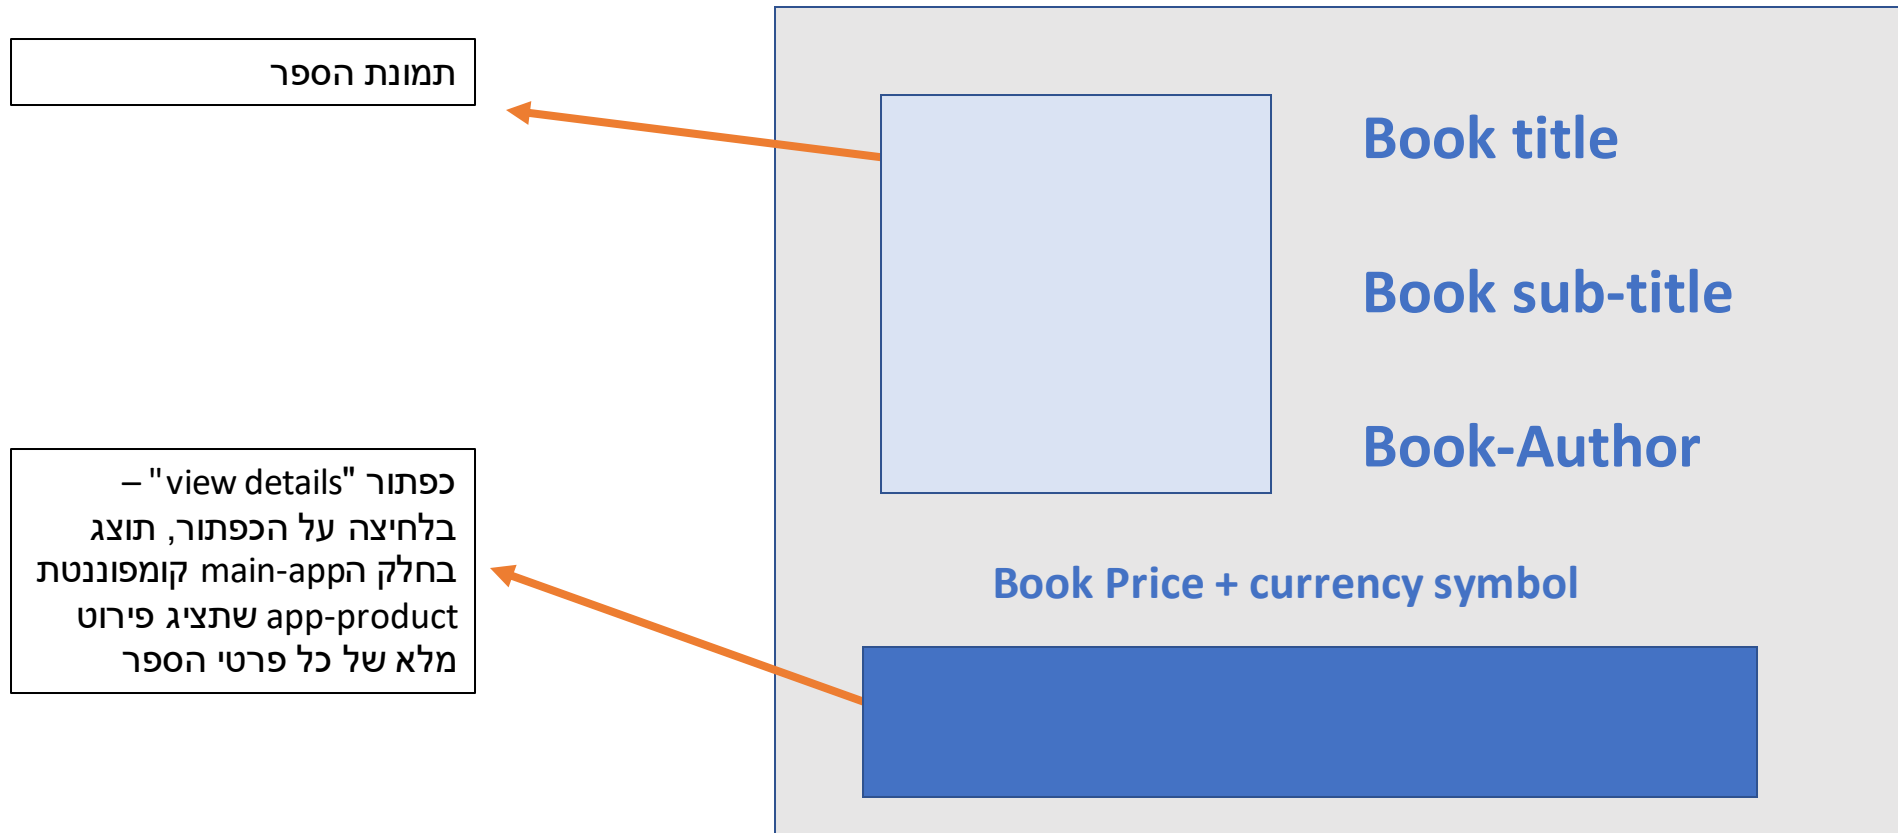 תמונת הספר
Book title
Book sub-title
Book-Author
כפתור "view details" –
בלחיצה על הכפתור, תוצג
בחלק הmain-app קומפוננטת
app-product שתציג פירוט
מלא של כל פרטי הספר
Book Price + currency symbol